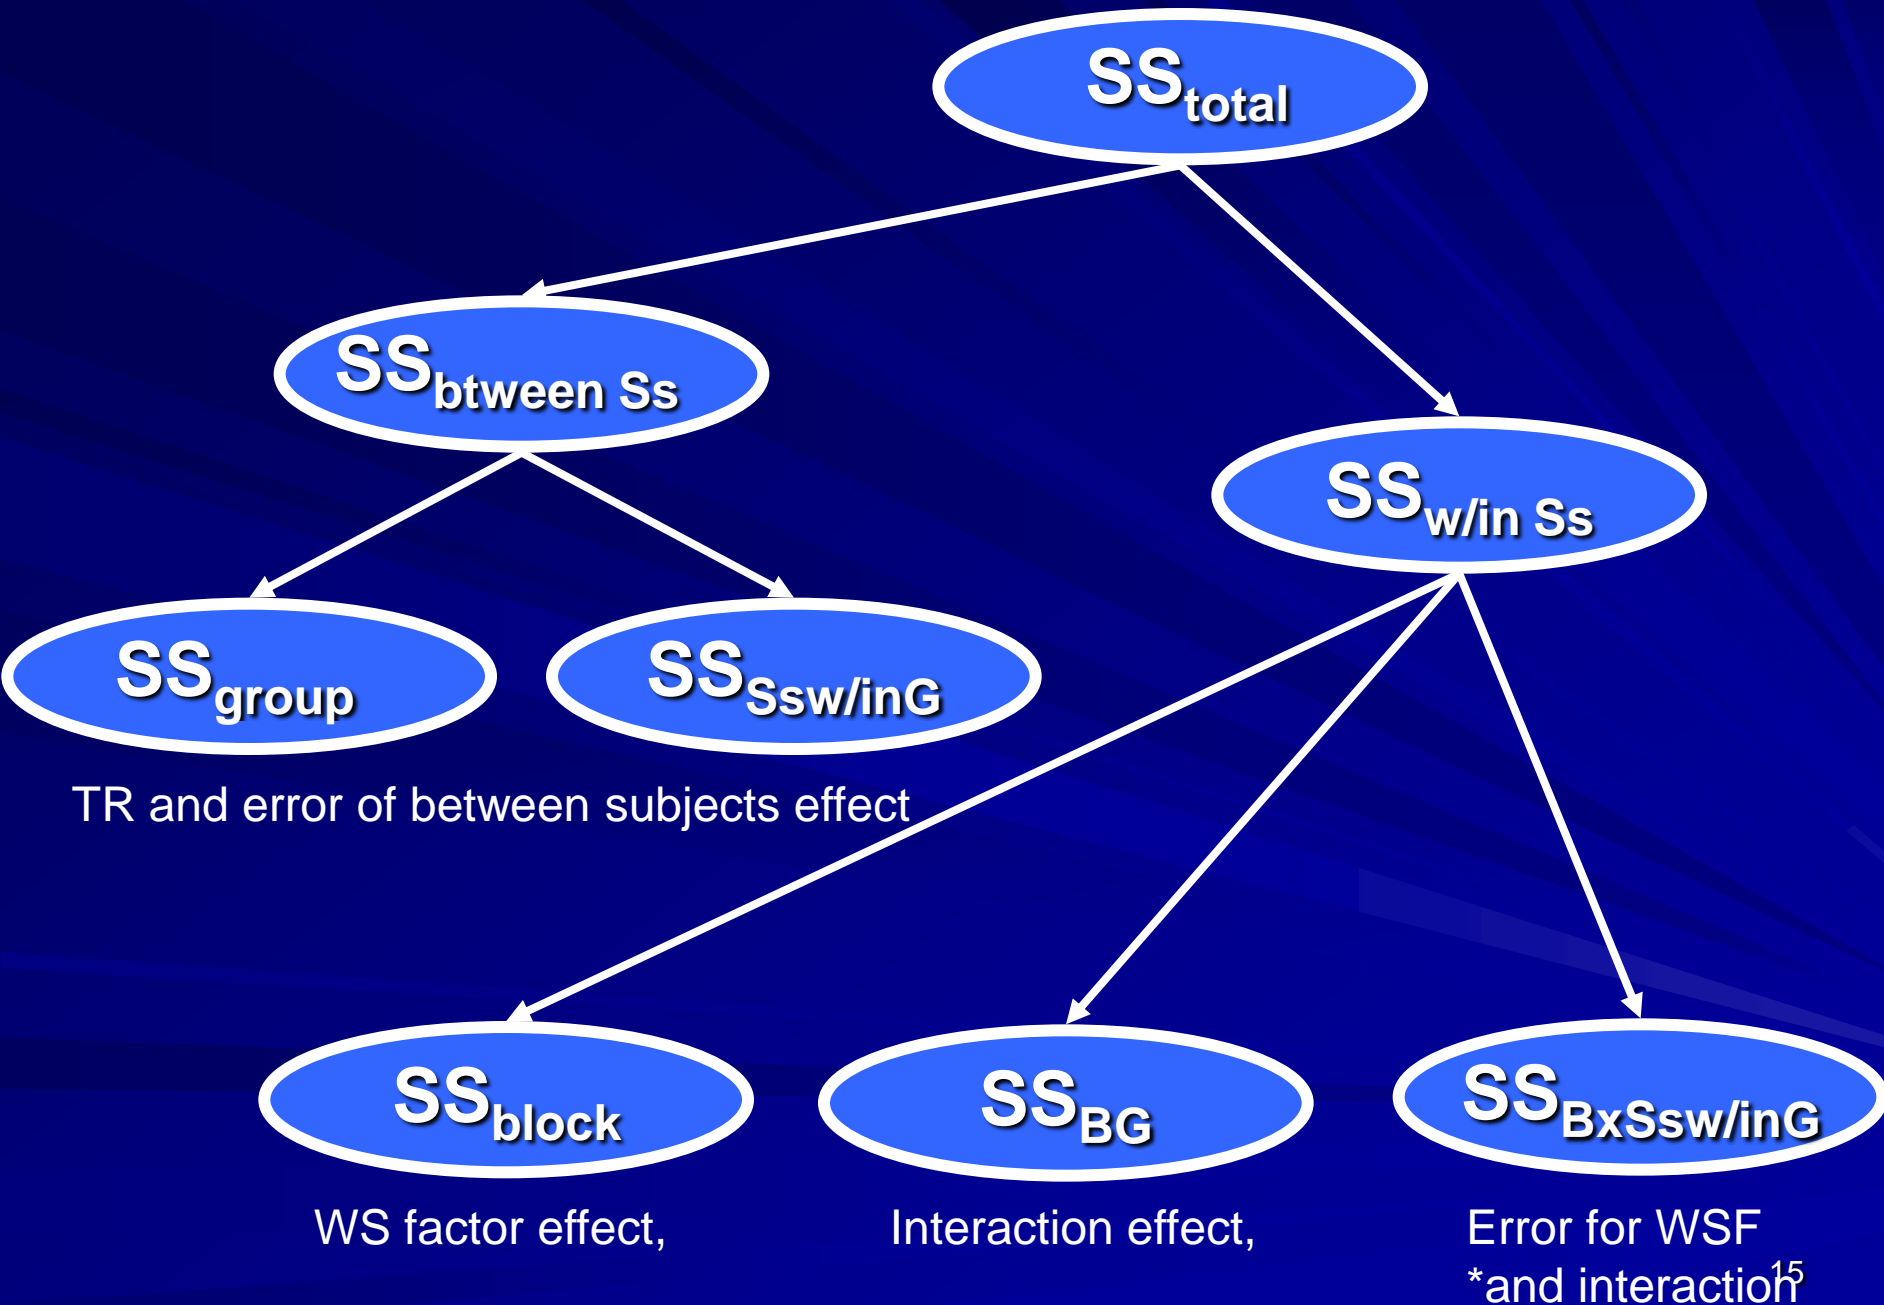 SStotal
SSbtween Ss
SSw/in Ss
SSgroup
SSSsw/inG
TR and error of between subjects effect
SSblock
SSBG
SSBxSsw/inG
WS factor effect,
Interaction effect,
Error for WSF
*and interaction
15